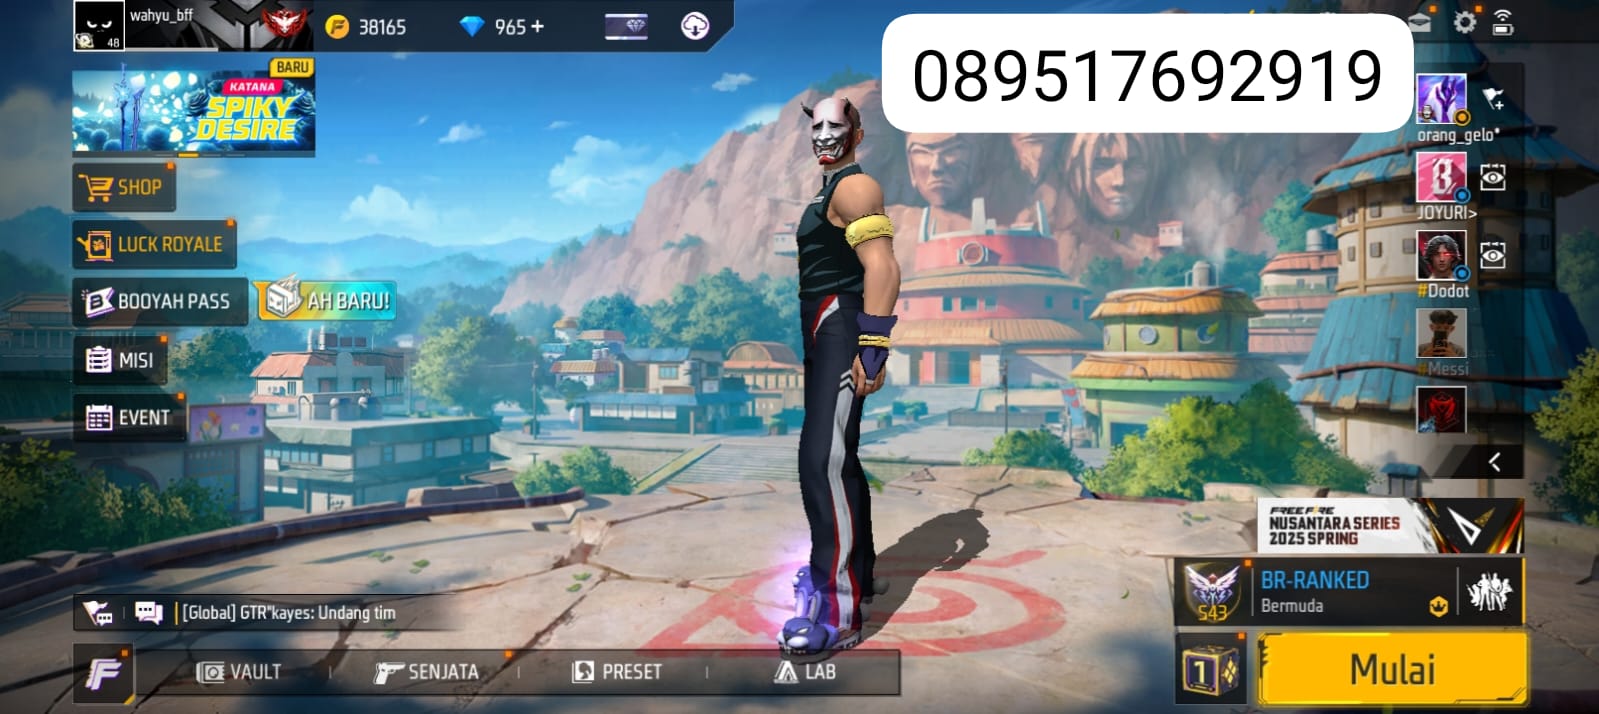 wahyu_bff
48
38165
965 +
089517692919
BARU
KATANA
SPIKY
DESIRE
SHOP
LUCK ROYALE
BOOYAH PASS
AH BARU!
MISI
EVENT
orang_gelo*
JOYURI>
#Dodot
#Messi
FREE FIRE
NUSANTARA SERIES
2025 SPRING
BR-RANKED
Bermuda
S43
[Global] GTR*kayes: Undang tim
VAULT
SENJATA
PRESET
LAB
1
Mulai